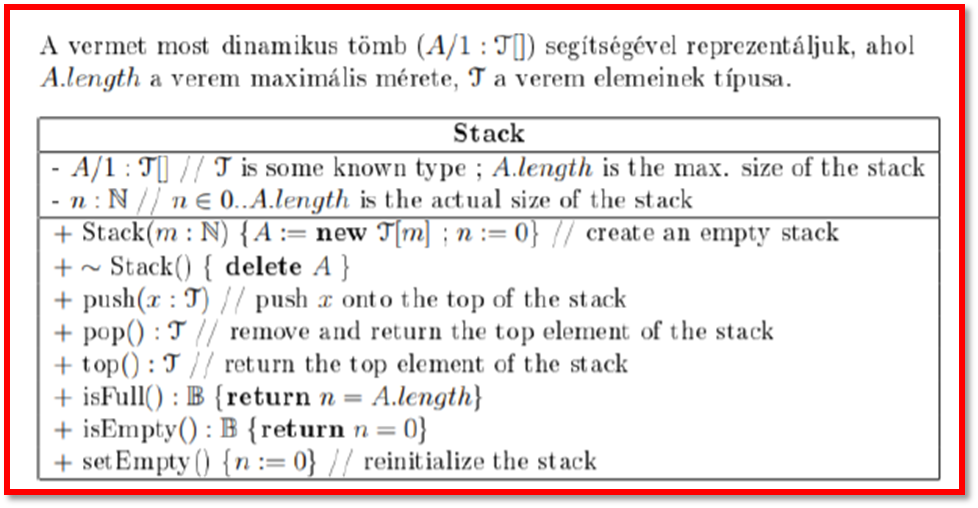 A vermet most dinamikus tömb (A/1 : 𝒯[]) segítségével reprezentáljuk, ahol
A.length a verem maximális mérete, 𝒯 a verem elemeinek típusa.
Stack
- A/1 : 𝒯[] // 𝒯 is some known type ; A.length is the max. size of the stack
- n : ℕ // n ∈ 0..A.length is the actual size of the stack
+ Stack(m : ℕ) {A := new 𝒯[m] ; n := 0} // create an empty stack
+ ~ Stack() { delete A }
+ push(x : 𝒯) // push x onto the top of the stack
+ pop() : 𝒯 // remove and return the top element of the stack
+ top() : 𝒯 // return the top element of the stack
+ isFull() : 𝔹 {return n = A.length}
+ isEmpty() : 𝔹 {return n = 0}
+ setEmpty() {n := 0} // reinitialize the stack